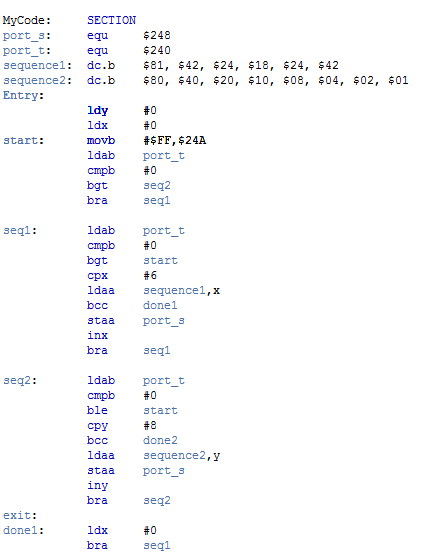 MyCode: SECTION
port_s: equ $248
port_t: equ $240
sequence1: dc.b $81, $42, $24, $18, $24, $42
sequence2: dc.b $80, $40, $20, $10, $08, $04, $02, $01
Entry:
ldy #0
ldx #0
start: movb #$FF,$24A
ldab port_t
cmpb #0
bgt seq2
bra seq1
seq1: ldab port_t
cmpb #0
bgt start
cpx #6
ldaa sequence1,x
bcc done1
staa port_s
inx
bra seq1
seq2: ldab port_t
cmpb #0
ble start
cpy #8
bcc done2
ldaa sequence2,y
staa port_s
iny
bra seq2
exit:
done1: ldx #0
bra seq1